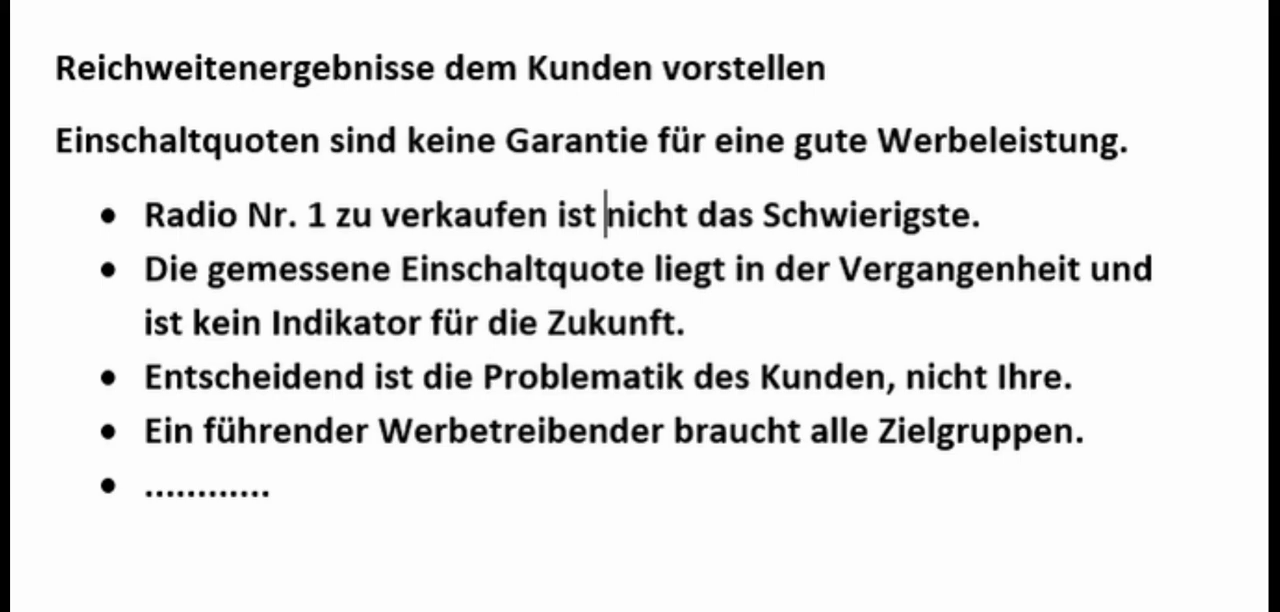 Reichweitenergebnisse dem Kunden vorstellen
Einschaltquoten sind keine Garantie für eine gute Werbeleistung.
• Radio Nr. 1 zu verkaufen ist nicht das Schwierigste.
• Die gemessene Einschaltquote liegt in der Vergangenheit und
ist kein Indikator für die Zukunft.
• Entscheidend ist die Problematik des Kunden, nicht Ihre.
• Ein führender Werbetreibender braucht alle Zielgruppen.
• .............